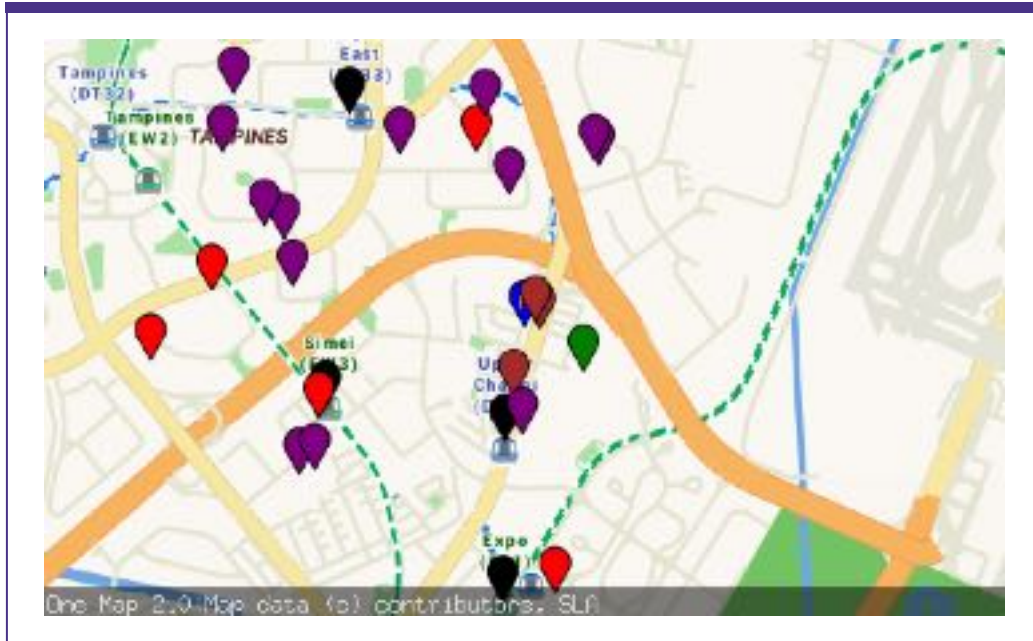 East
Tampines
(DT32)
Tampines
(EW2)
TAMPINES
Simei
Expo
One Map 2.0 Map data (c) contributors, SLA